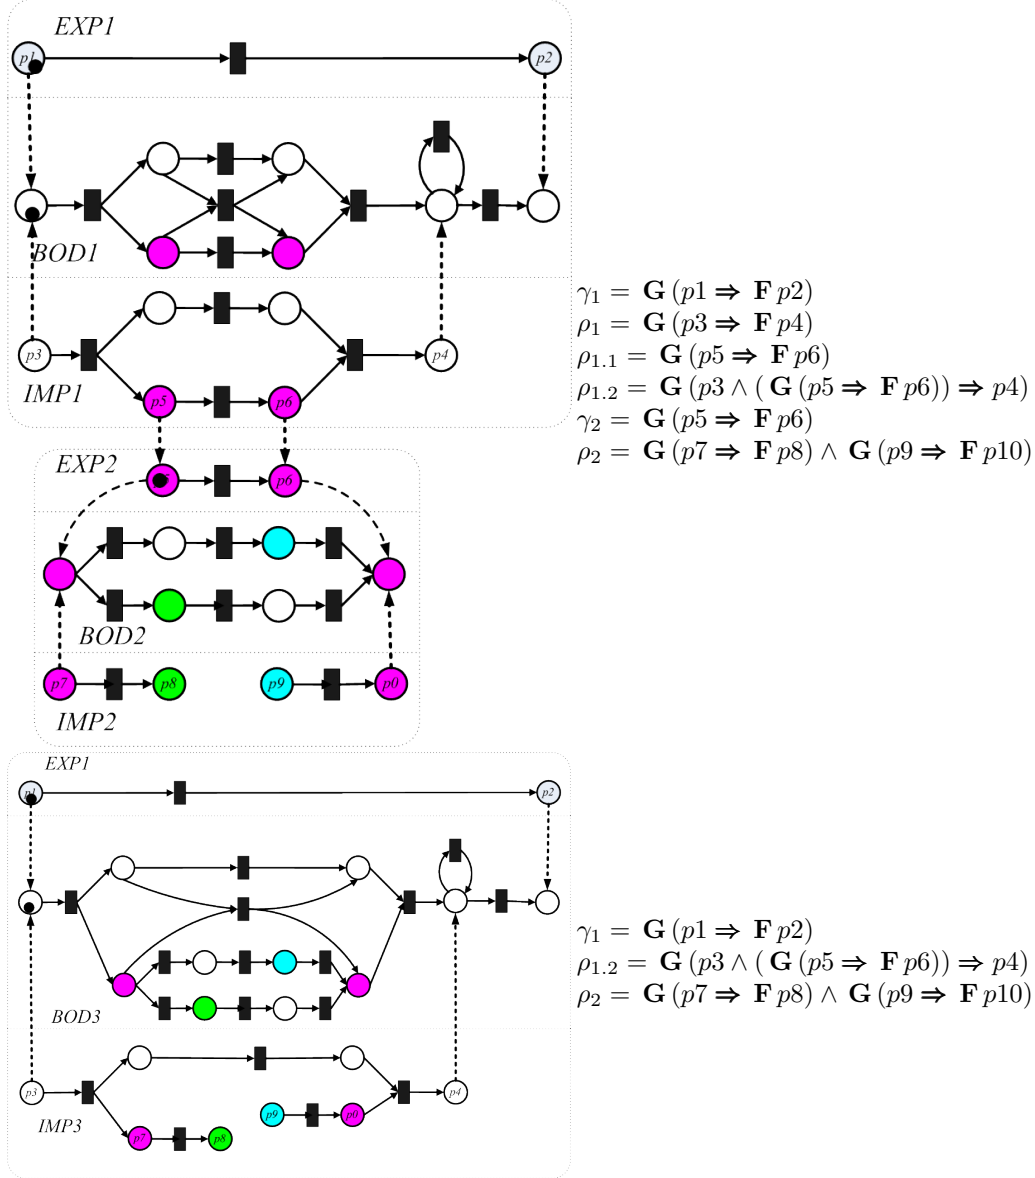 EXP1
p1
p2
BOD1
p3
p4
IMP1
p5
p6
γ₁ = G (p1 ⇒ F p2)
ρ₁ = G (p3 ⇒ F p4)
ρ₁.₁ = G (p5 ⇒ F p6)
ρ₁.₂ = G (p3 ∧ ( G (p5 ⇒ F p6)) ⇒ p4)
γ₂ = G (p5 ⇒ F p6)
ρ₂ = G (p7 ⇒ F p8) ∧ G (p9 ⇒ F p10)
EXP2
p6
BOD2
p7
p8
p9
p0
IMP2
EXP1
p1
p2
BOD3
p3
p4
IMP3
p9
p0
p7
p8
γ₁ = G (p1 ⇒ F p2)
ρ₁.₂ = G (p3 ∧ ( G (p5 ⇒ F p6)) ⇒ p4)
ρ₂ = G (p7 ⇒ F p8) ∧ G (p9 ⇒ F p10)